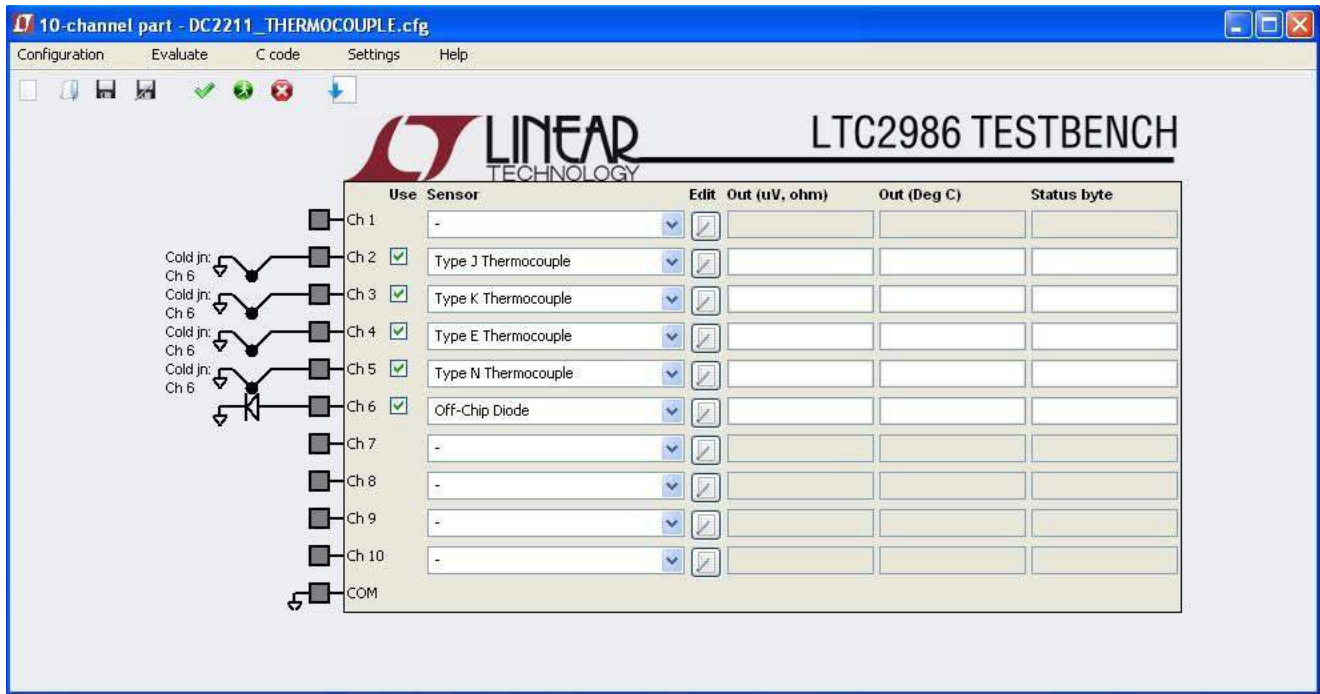 10-channel part - DC2211_THERMOCOUPLE.cfg
Configuration Evaluate C code Settings Help
LINEAR TECHNOLOGY
LTC2986 TESTBENCH
Use Sensor Edit Out (uV, ohm) Out (Deg C) Status byte
Ch 1 -
Cold jn: Ch 6 Ch 2 Type J Thermocouple
Cold jn: Ch 6 Ch 3 Type K Thermocouple
Cold jn: Ch 6 Ch 4 Type E Thermocouple
Cold jn: Ch 6 Ch 5 Type N Thermocouple
Ch 6 Off-Chip Diode
Ch 7 -
Ch 8 -
Ch 9 -
Ch 10 -
COM